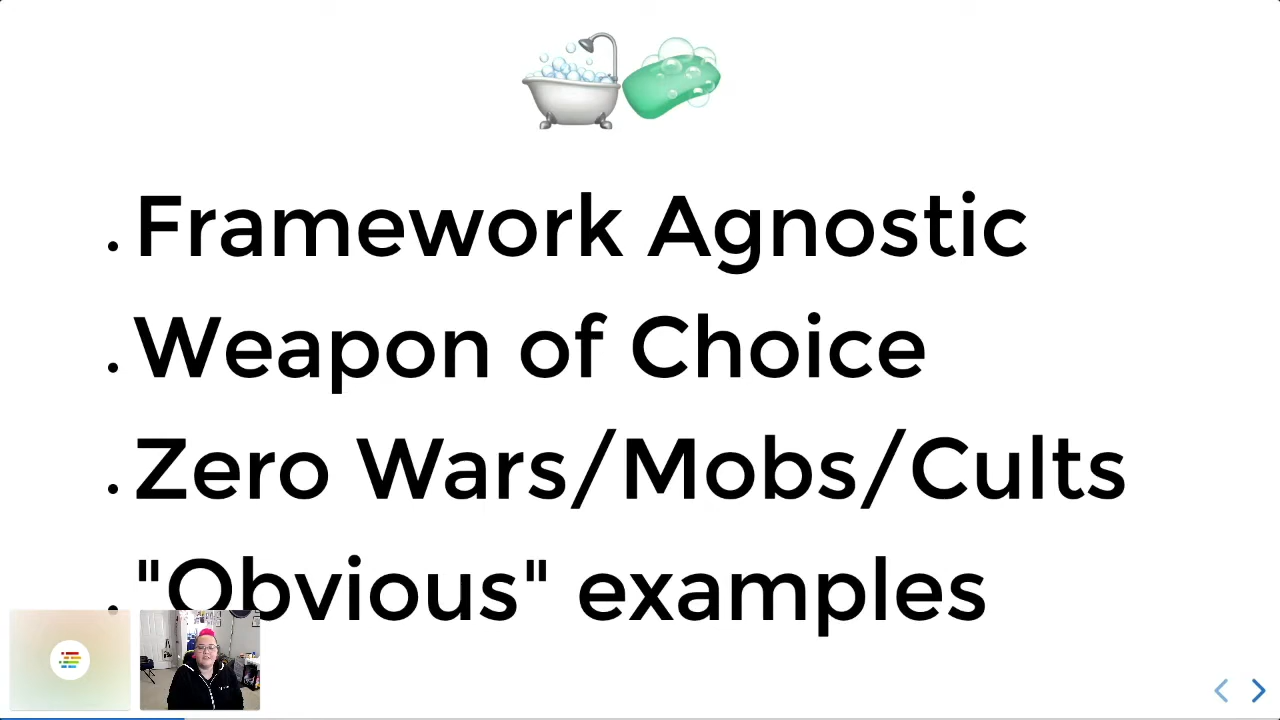 Framework Agnostic
Weapon of Choice
Zero Wars/Mobs/Cults
"Obvious" examples